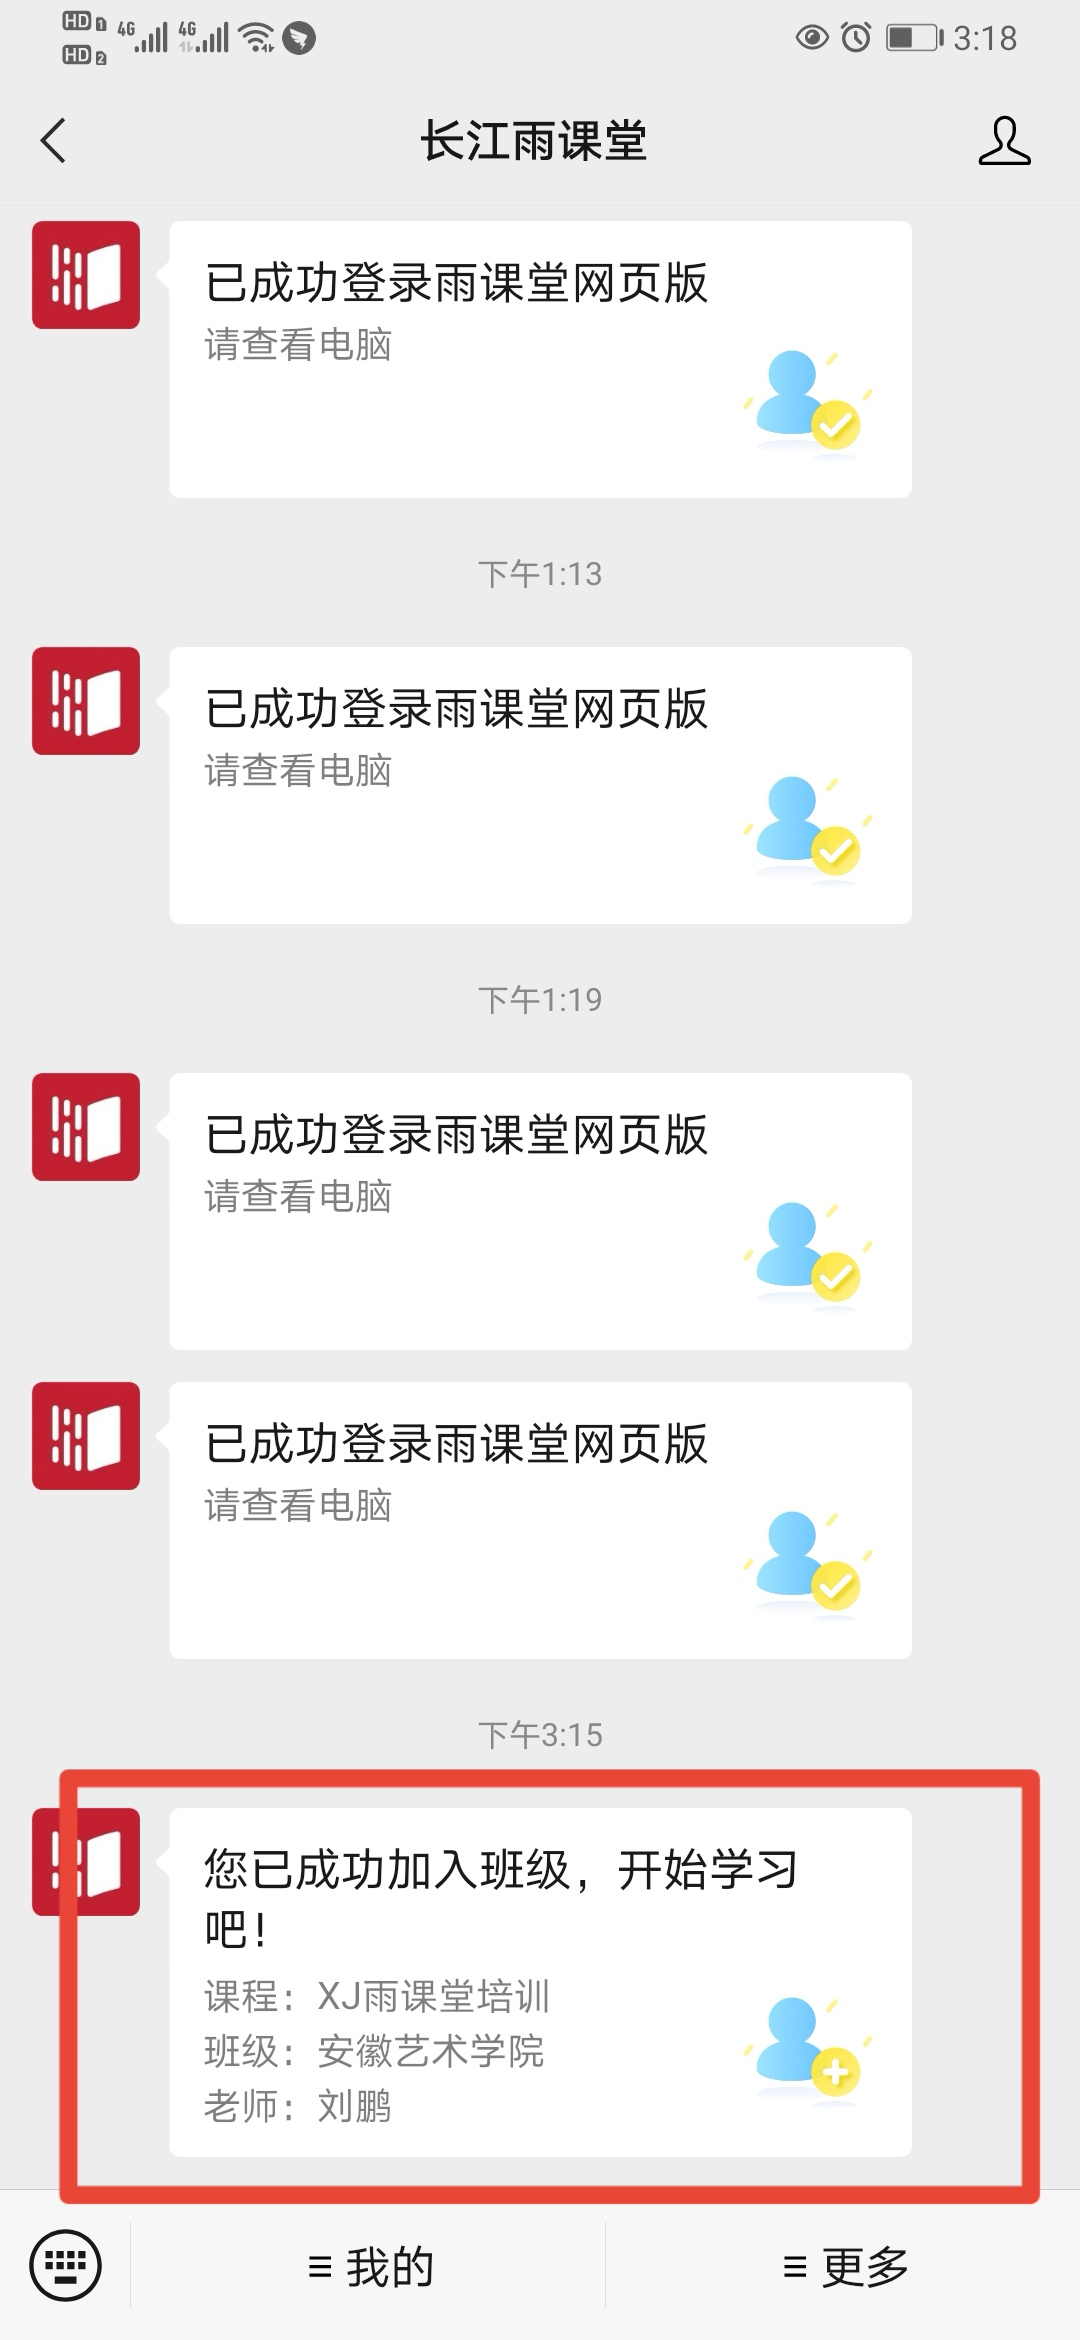 HD 1 4G 4G 3:18
HD 2
长江雨课堂
已成功登录雨课堂网页版
请查看电脑
下午1:13
已成功登录雨课堂网页版
请查看电脑
下午1:19
已成功登录雨课堂网页版
请查看电脑
已成功登录雨课堂网页版
请查看电脑
下午3:15
您已成功加入班级，开始学习
吧！
课程：XJ雨课堂培训
班级：安徽艺术学院
老师：刘鹏
我的 更多